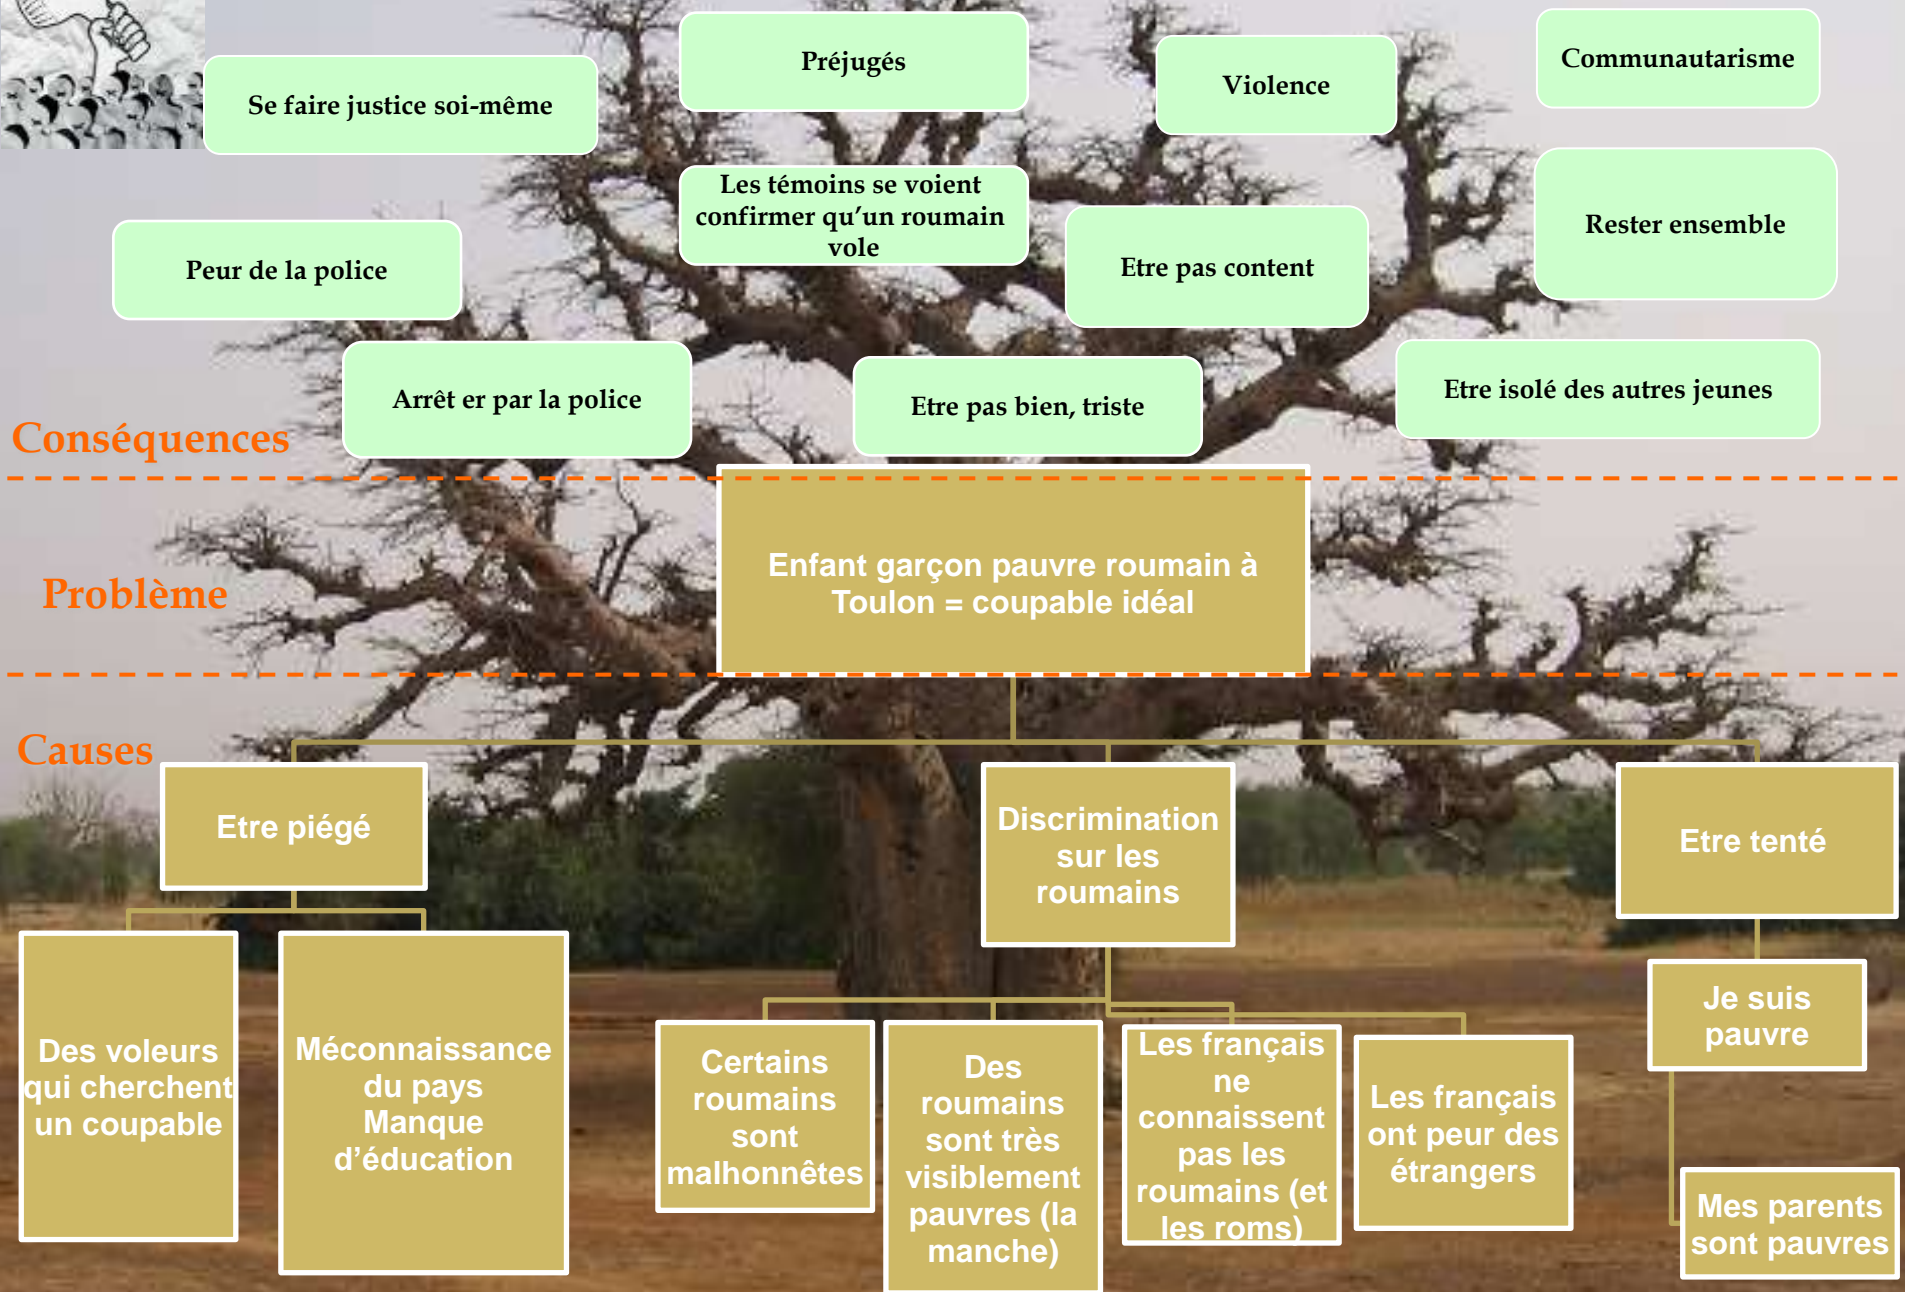 Préjugés
Communautarisme
Violence
Se faire justice soi-même
Les témoins se voient
confirmer qu'un roumain
vole
Rester ensemble
Peur de la police
Etre pas content
Arrêt er par la police
Etre pas bien, triste
Etre isolé des autres jeunes
Conséquences
Problème
Enfant garçon pauvre roumain à
Toulon = coupable idéal
Causes
Etre piégé
Discrimination
sur les
roumains
Etre tenté
Des voleurs
qui cherchent
un coupable
Méconnaissance
du pays
Manque
d'éducation
Certains
roumains
sont
malhonnêtes
Des
roumains
sont très
visiblement
pauvres (la
manche)
Les français
ne
connaissent
pas les
roumains (et
les roms)
Les français
ont peur des
étrangers
Je suis
pauvre
Mes parents
sont pauvres